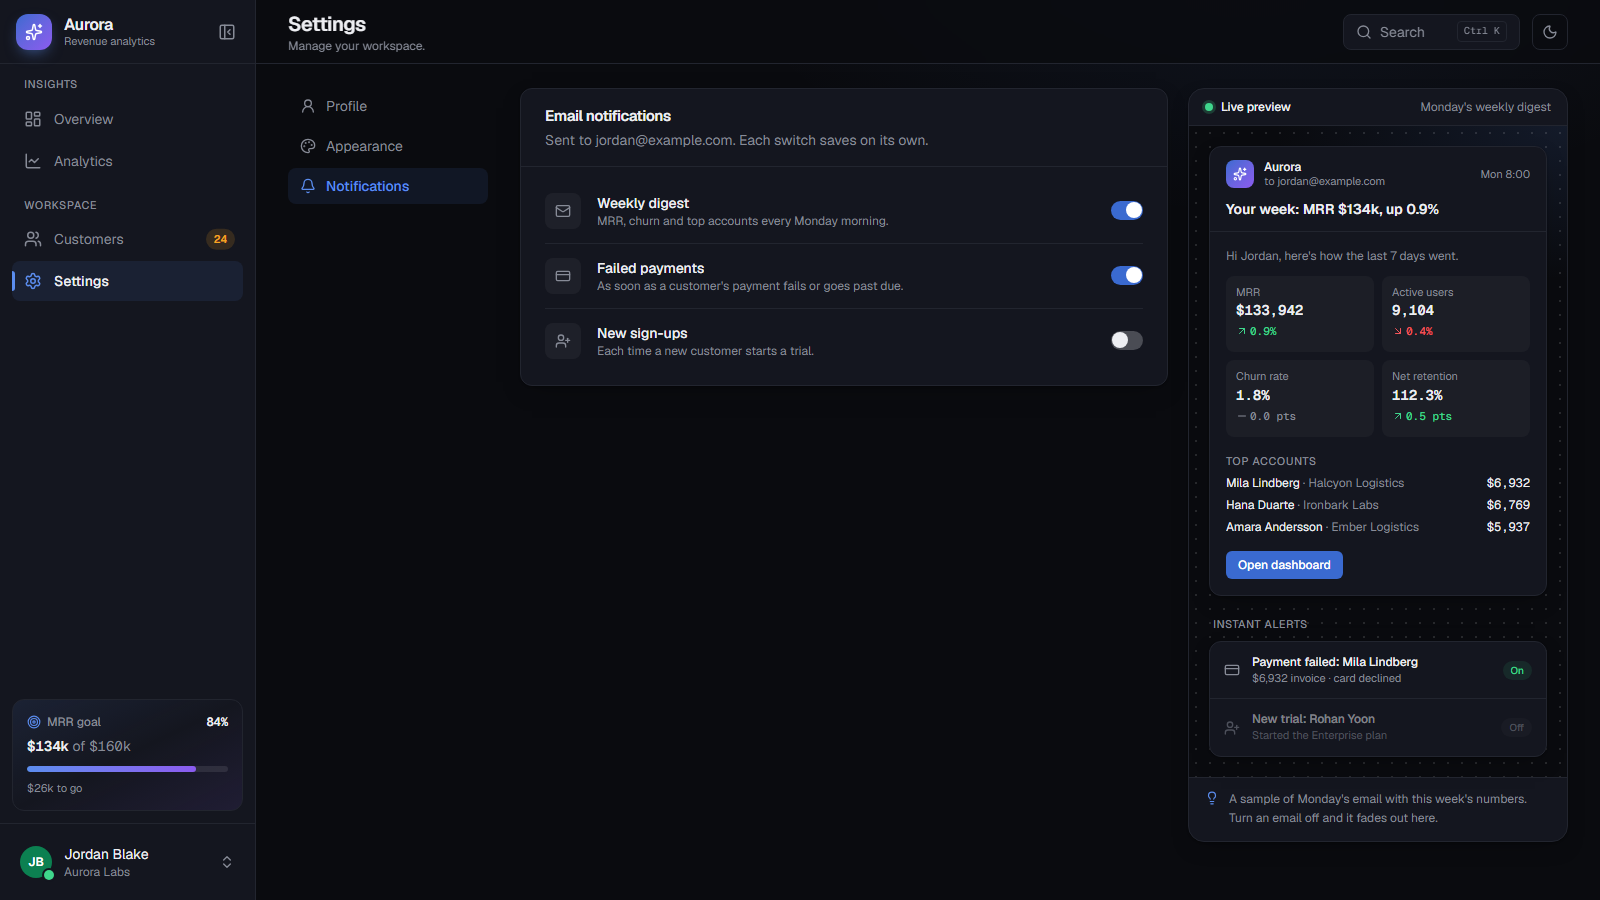 Aurora
Revenue analytics
INSIGHTS
Overview
Analytics
WORKSPACE
Customers
24
Settings
MRR goal
84%
$134k of $160k
$26k to go
JB
Jordan Blake
Aurora Labs
Settings
Manage your workspace.
Search
Ctrl K
Profile
Appearance
Notifications
Email notifications
Sent to jordan@example.com. Each switch saves on its own.
Weekly digest
MRR, churn and top accounts every Monday morning.
Failed payments
As soon as a customer's payment fails or goes past due.
New sign-ups
Each time a new customer starts a trial.
Live preview
Monday's weekly digest
Aurora
to jordan@example.com
Mon 8:00
Your week: MRR $134k, up 0.9%
Hi Jordan, here's how the last 7 days went.
MRR
$133,942
0.9%
Active users
9,104
0.4%
Churn rate
1.8%
0.0 pts
Net retention
112.3%
0.5 pts
TOP ACCOUNTS
Mila Lindberg · Halcyon Logistics $6,932
Hana Duarte · Ironbark Labs $6,769
Amara Andersson · Ember Logistics $5,937
Open dashboard
INSTANT ALERTS
Payment failed: Mila Lindberg
$6,932 invoice · card declined
On
New trial: Rohan Yoon
Started the Enterprise plan
Off
A sample of Monday's email with this week's numbers.
Turn an email off and it fades out here.